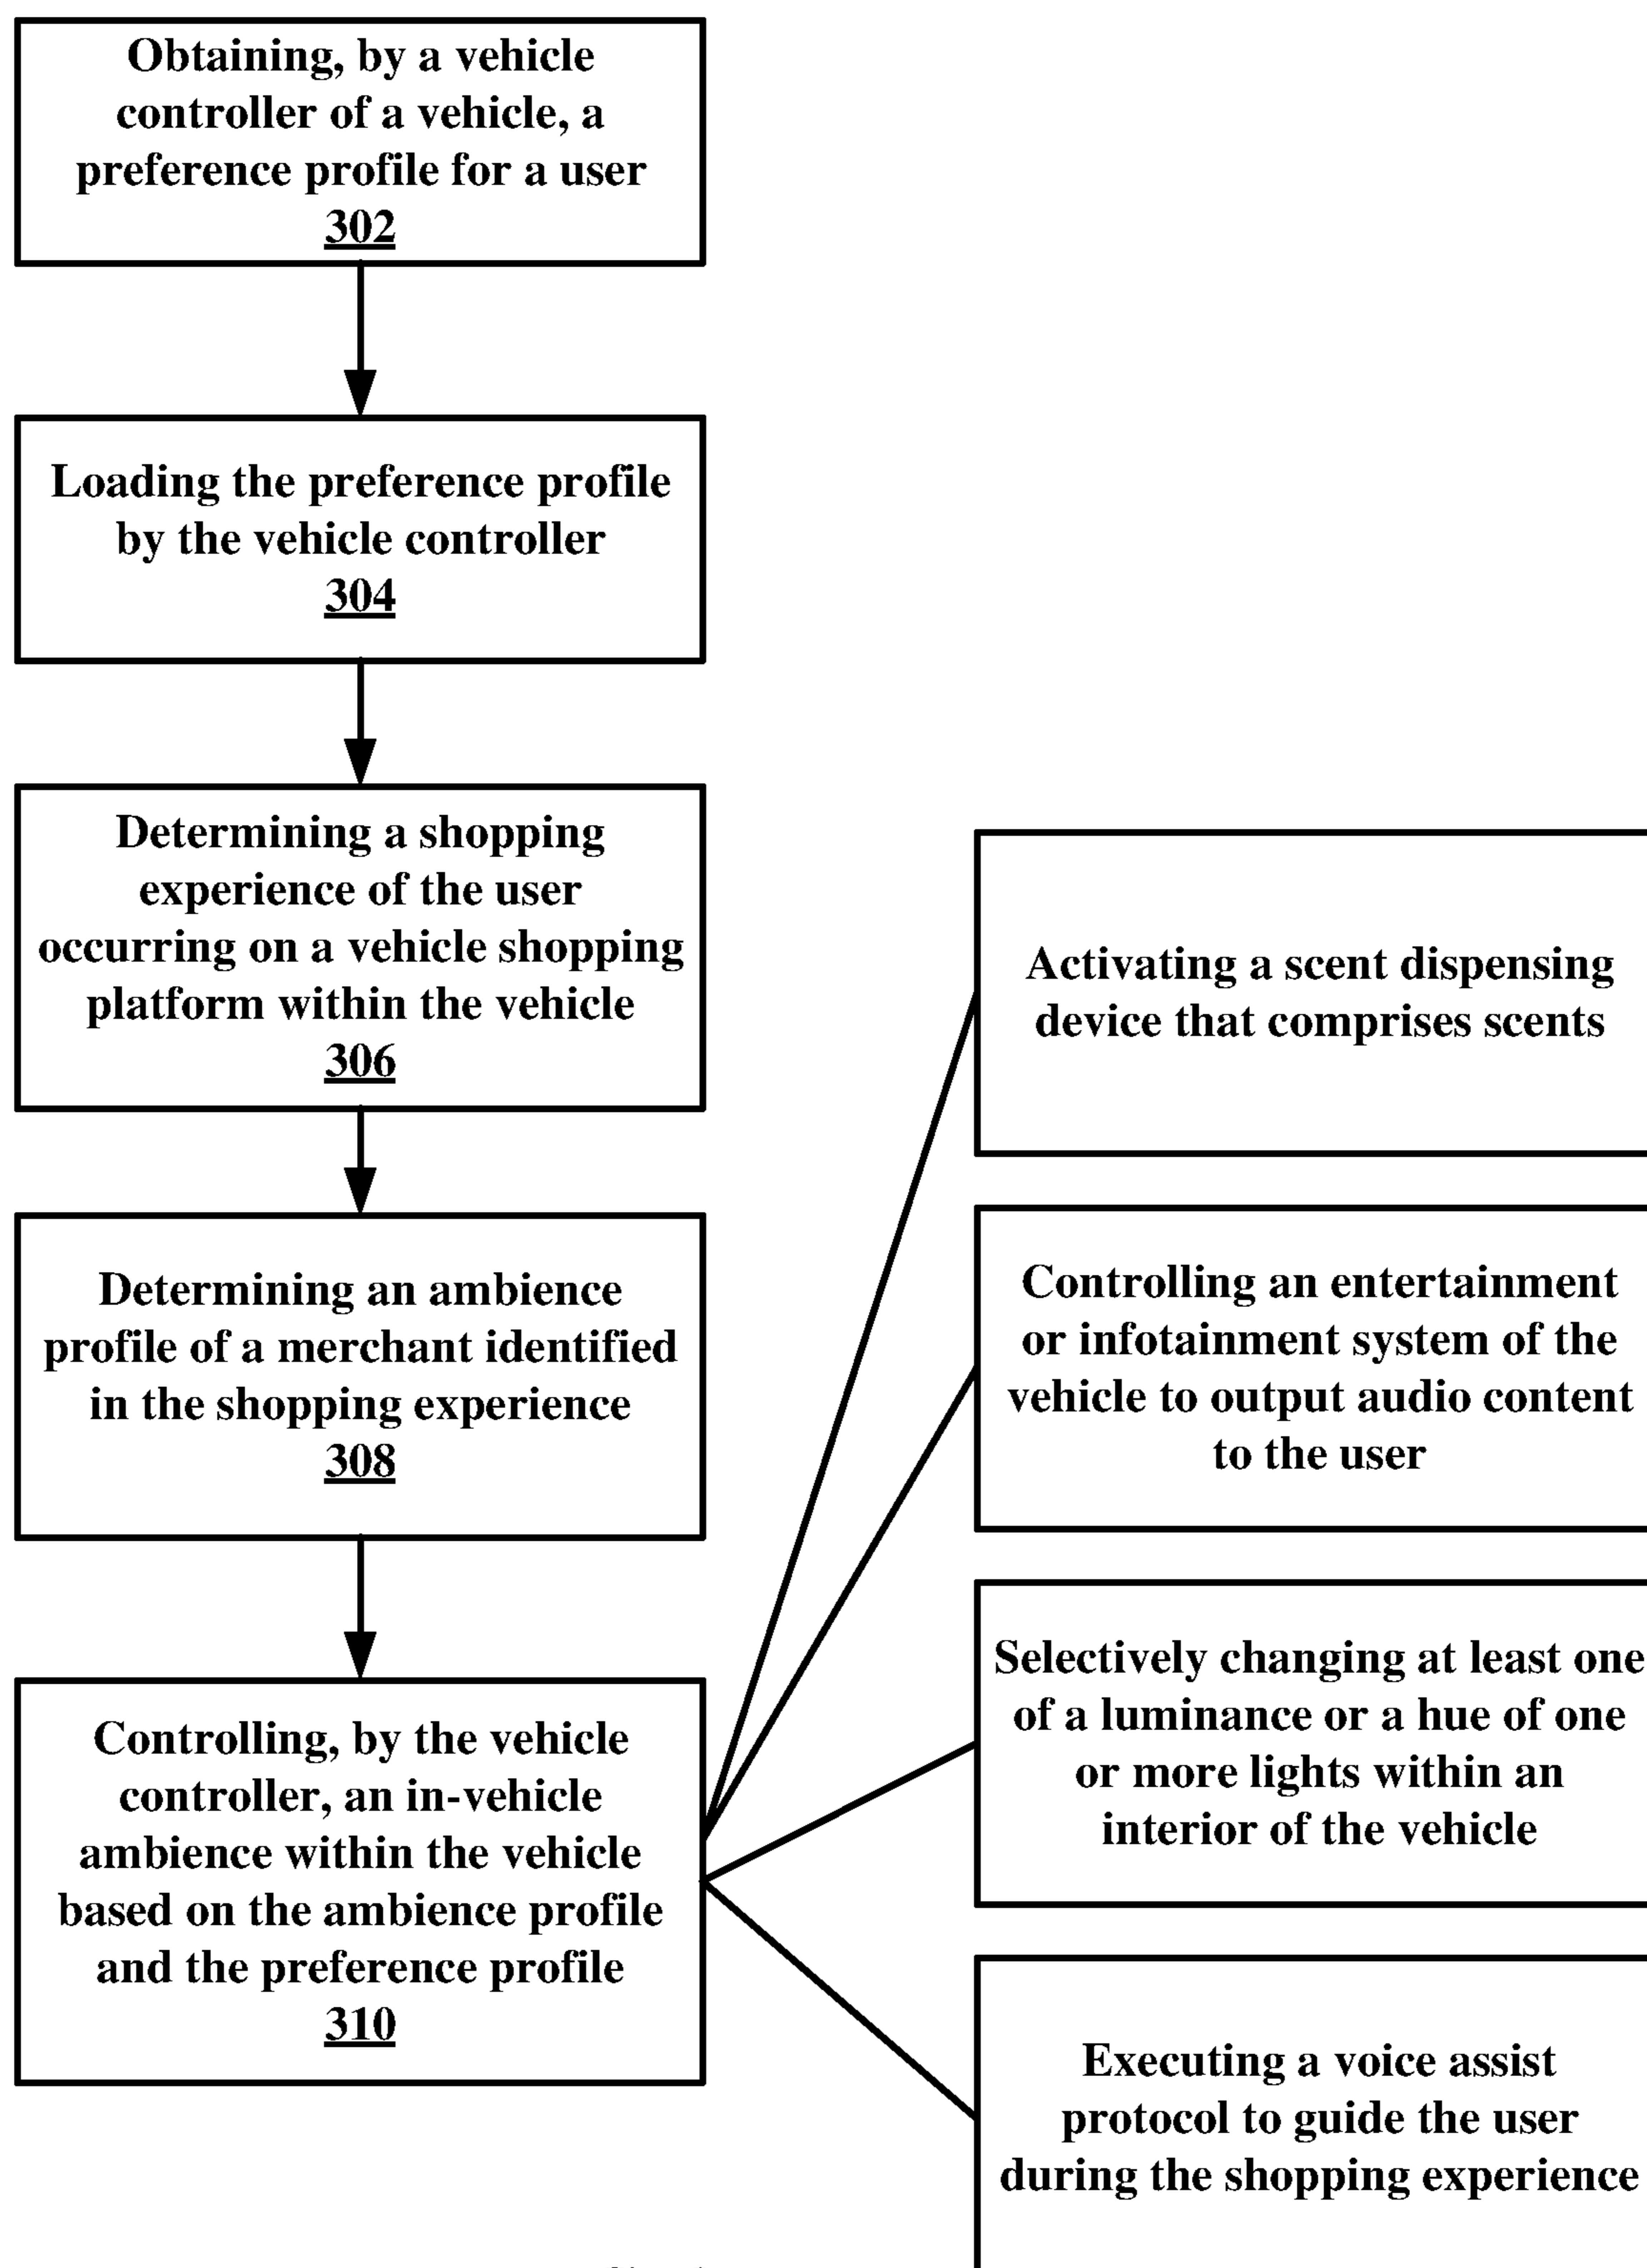 Obtaining, by a vehicle
controller of a vehicle, a
preference profile for a user
302
Loading the preference profile
by the vehicle controller
304
Determining a shopping
experience of the user
occurring on a vehicle shopping
platform within the vehicle
306
Determining an ambience
profile of a merchant identified
in the shopping experience
308
Controlling, by the vehicle
controller, an in-vehicle
ambience within the vehicle
based on the ambience profile
and the preference profile
310
Activating a scent dispensing
device that comprises scents
Controlling an entertainment
or infotainment system of the
vehicle to output audio content
to the user
Selectively changing at least one
of a luminance or a hue of one
or more lights within an
interior of the vehicle
Executing a voice assist
protocol to guide the user
during the shopping experience